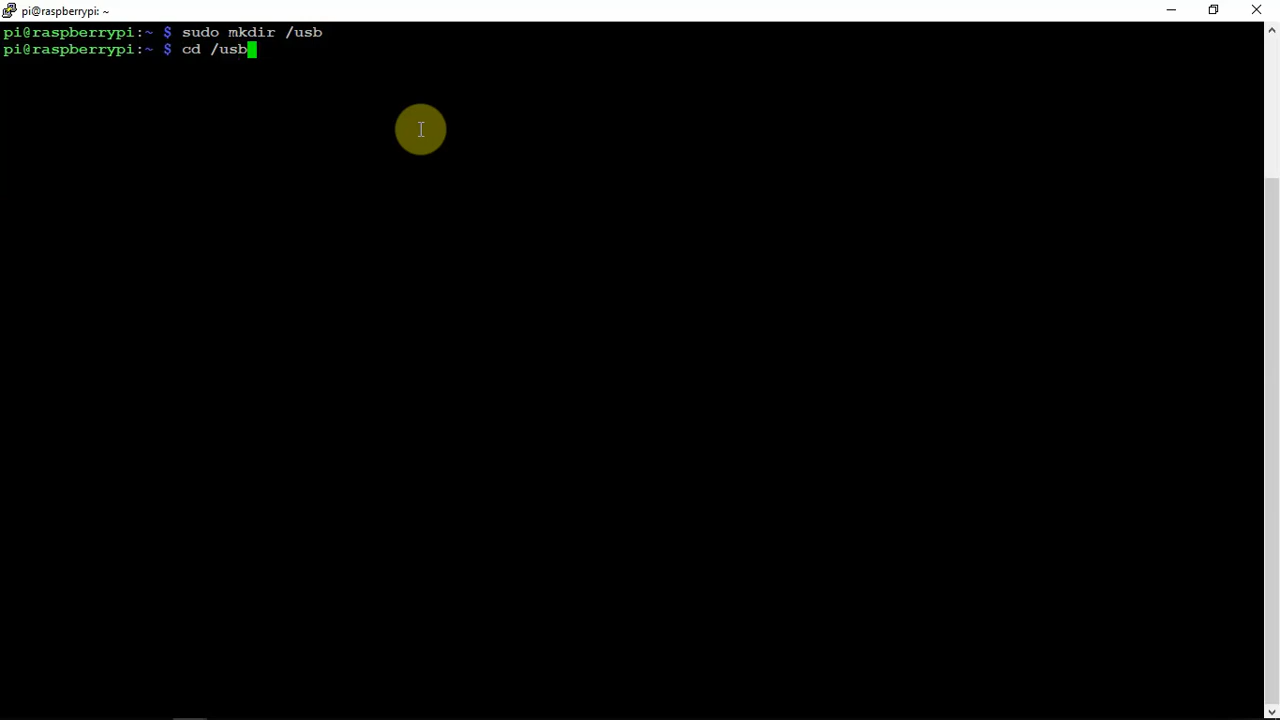 pi@raspberrypi: ~
pi@raspberrypi:~ $ sudo mkdir /usb
pi@raspberrypi:~ $ cd /usb